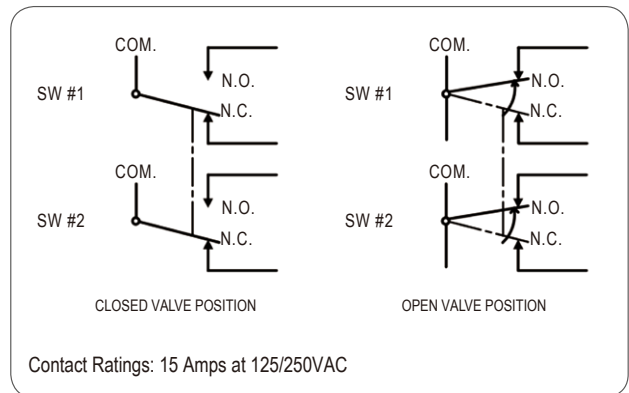 COM.
N.O.
SW #1
N.C.
COM.
N.O.
SW #2
N.C.
CLOSED VALVE POSITION
COM.
N.O.
SW #1
N.C.
COM.
N.O.
SW #2
N.C.
OPEN VALVE POSITION
Contact Ratings: 15 Amps at 125/250VAC